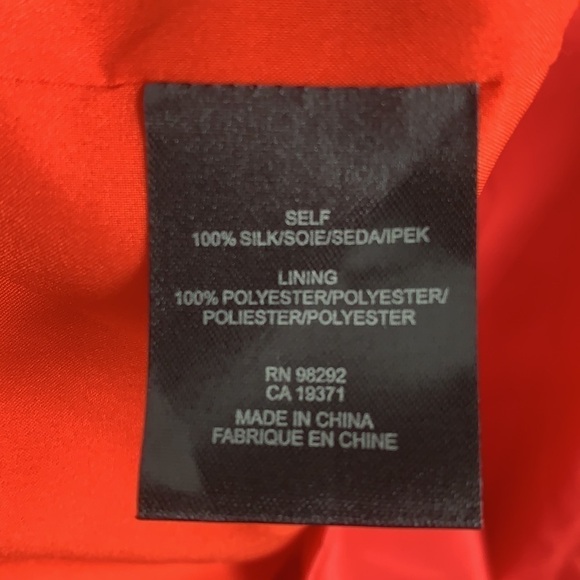 SELF
100% SILK/SOIE/SEDA/IPEK
LINING
100% POLYESTER/POLYESTER/
POLIESTER/POLYESTER
RN 98292
CA 19371
MADE IN CHINA
FABRIQUE EN CHINE